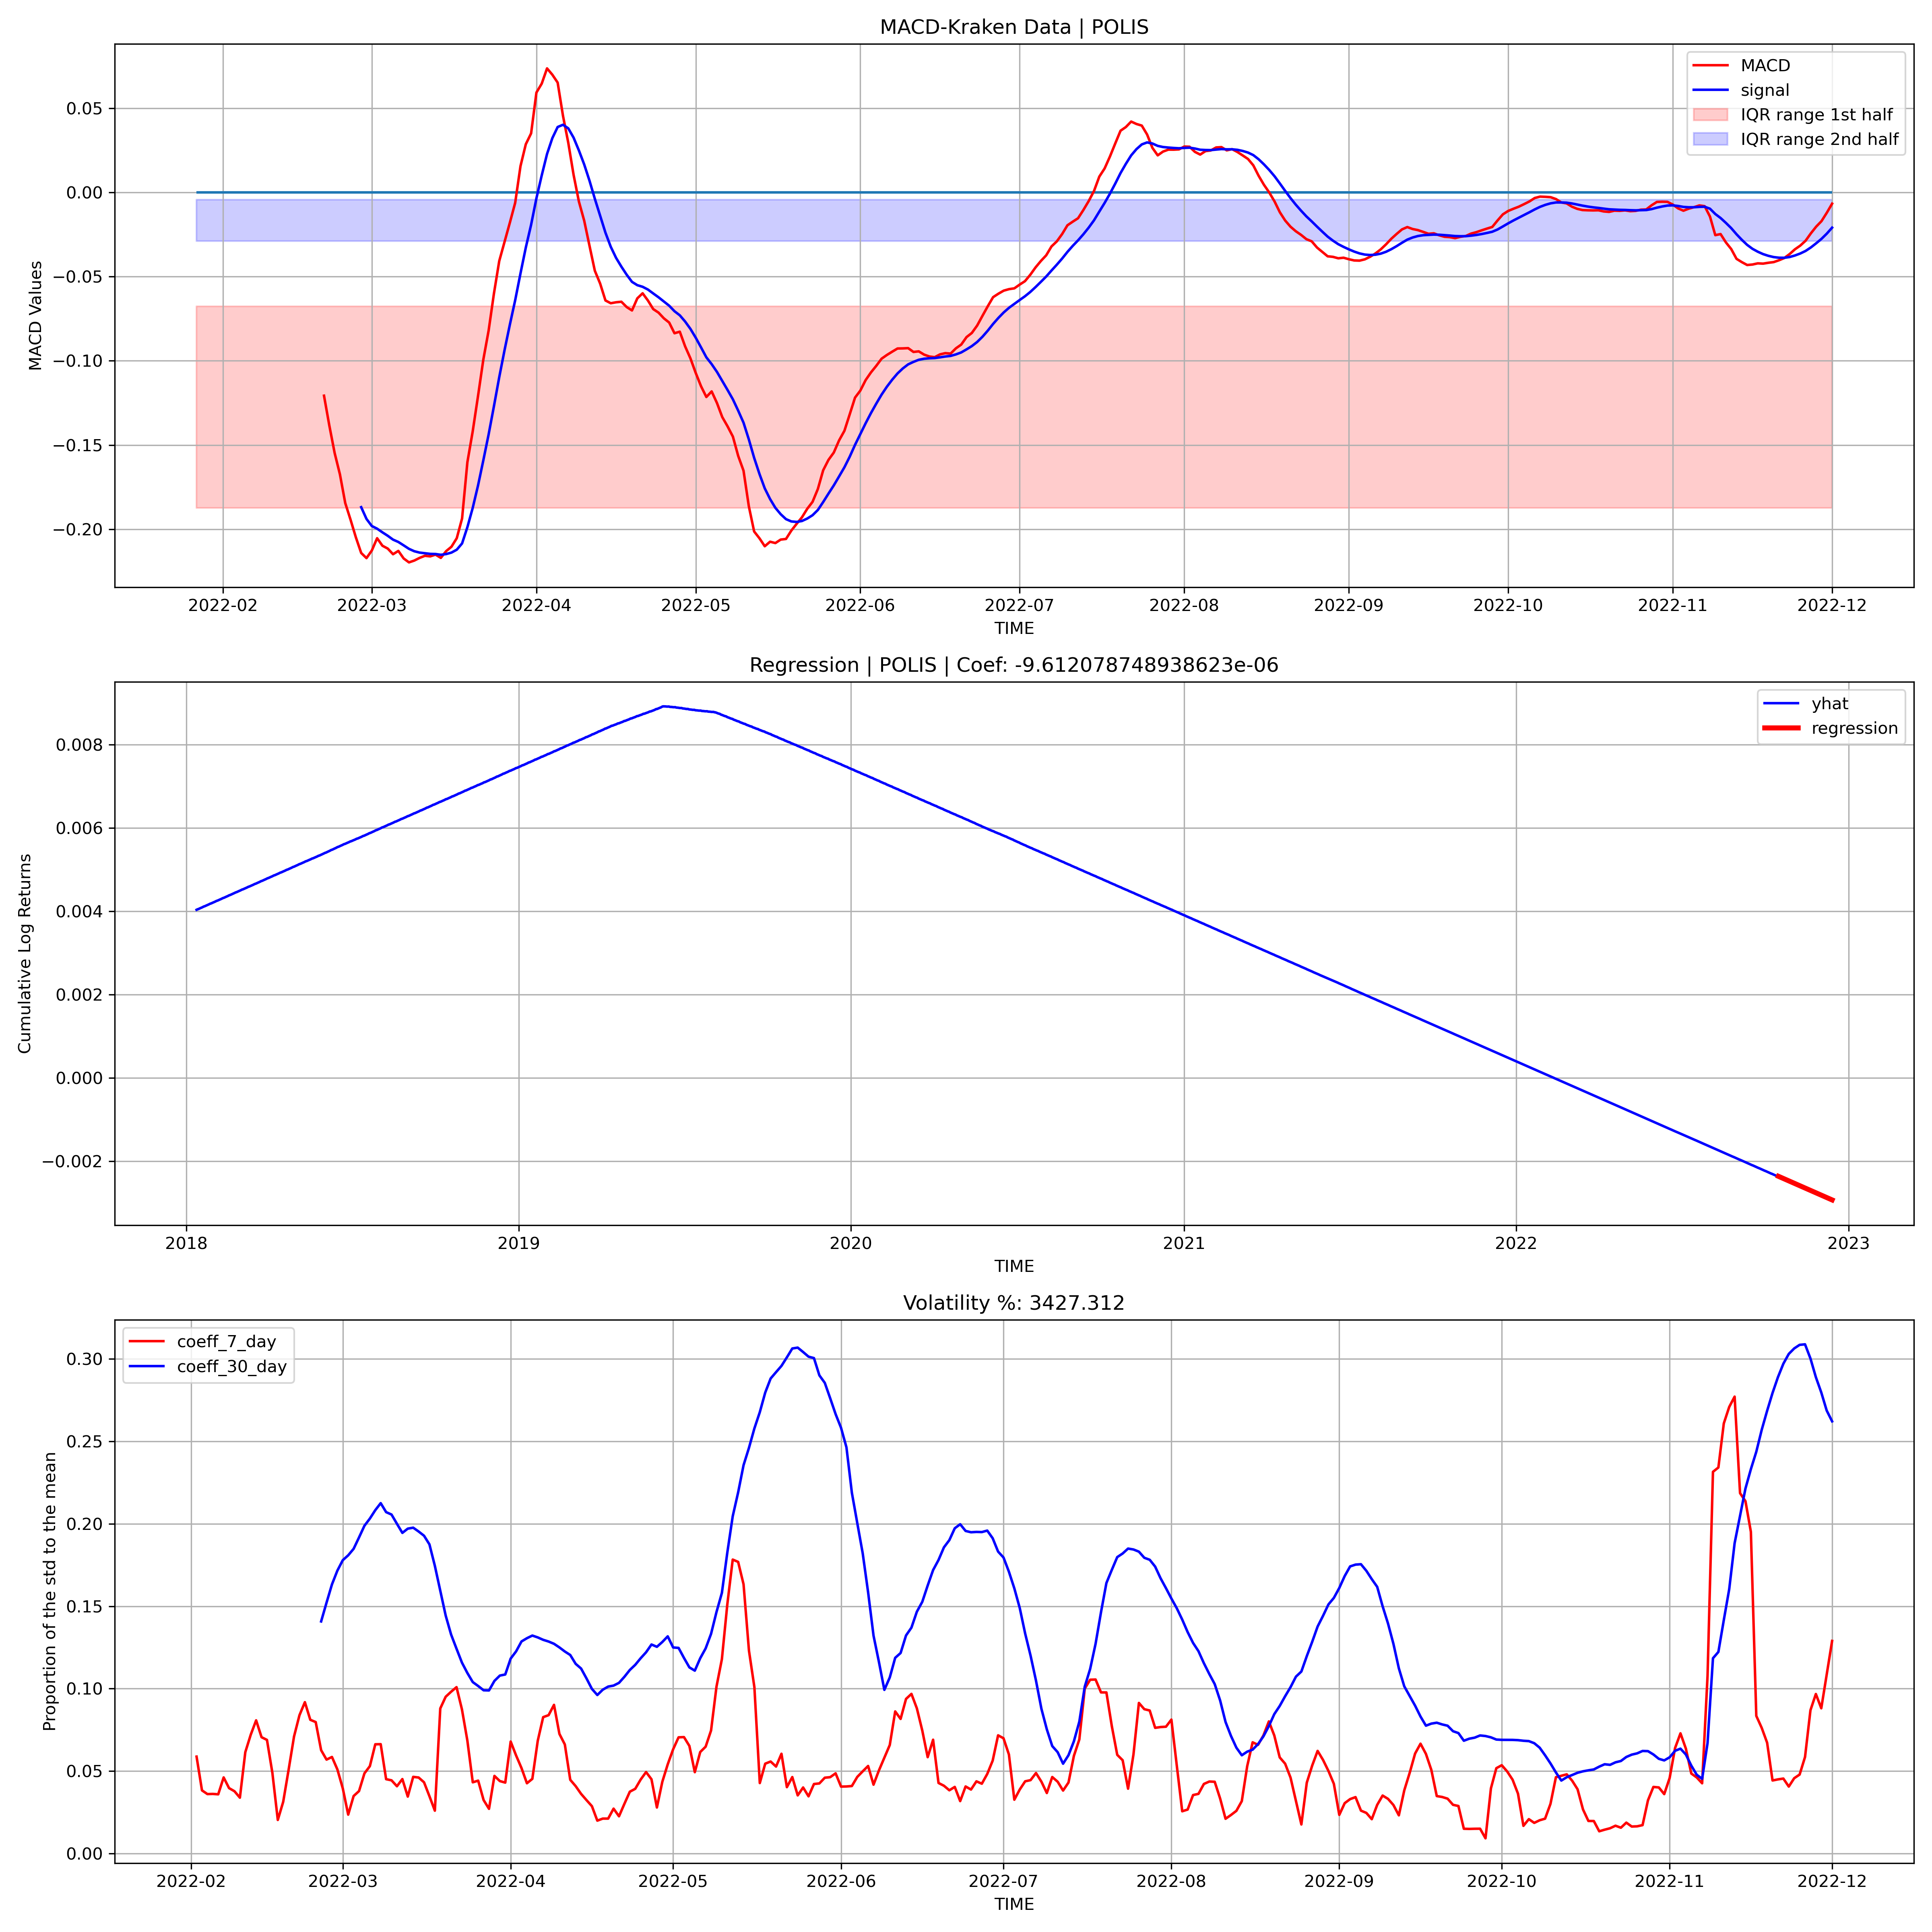 MACD-Kraken Data | POLIS
MACD
signal
IQR range 1st half
IQR range 2nd half
MACD Values
0.05
0.00
−0.05
−0.10
−0.15
−0.20
2022-02 2022-03 2022-04 2022-05 2022-06 2022-07 2022-08 2022-09 2022-10 2022-11 2022-12
TIME
Regression | POLIS | Coef: -9.612078748938623e-06
yhat
regression
Cumulative Log Returns
0.008
0.006
0.004
0.002
0.000
−0.002
2018 2019 2020 2021 2022 2023
TIME
Volatility %: 3427.312
coeff_7_day
coeff_30_day
Proportion of the std to the mean
0.30
0.25
0.20
0.15
0.10
0.05
0.00
2022-02 2022-03 2022-04 2022-05 2022-06 2022-07 2022-08 2022-09 2022-10 2022-11 2022-12
TIME